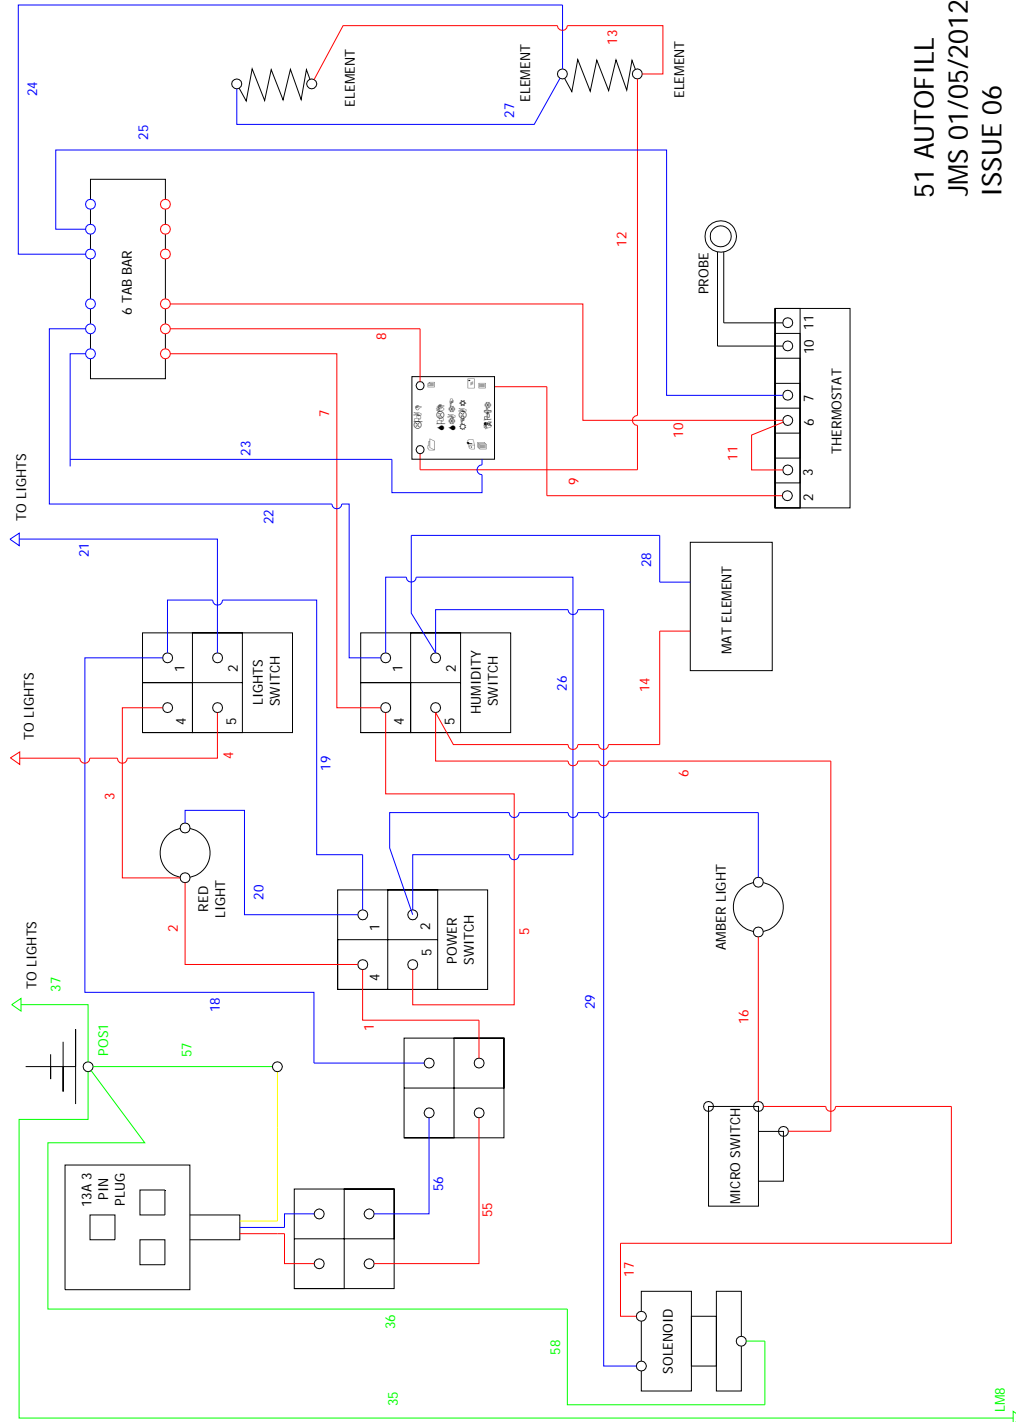 24
13
ELEMENT
ELEMENT
ELEMENT
27
25
6 TAB BAR
12
PROBE
8
7
10
11
9
11
10
7
6
3
2
THERMOSTAT
23
22
TO LIGHTS
21
28
MAT ELEMENT
14
1
2
4
5
LIGHTS
SWITCH
1
2
4
5
HUMIDITY
SWITCH
26
TO LIGHTS
4
3
19
6
RED
LIGHT
20
2
1
2
4
5
POWER
SWITCH
5
AMBER LIGHT
TO LIGHTS
37
18
1
29
16
POS1
57
MICRO SWITCH
13A 3
PIN
PLUG
56
55
17
SOLENOID
36
58
35
LM8
51 AUTOFILL
JMS 01/05/2012
ISSUE 06